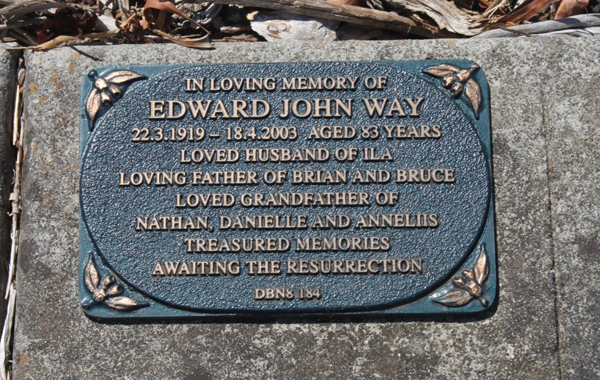 IN LOVING MEMORY OF
EDWARD JOHN WAY
22.3.1919 – 18.4.2003 AGED 83 YEARS
LOVED HUSBAND OF ILA
LOVING FATHER OF BRIAN AND BRUCE
LOVED GRANDFATHER OF
NATHAN, DANIELLE AND ANNELIIS
TREASURED MEMORIES
AWAITING THE RESURRECTION
DBN8 184